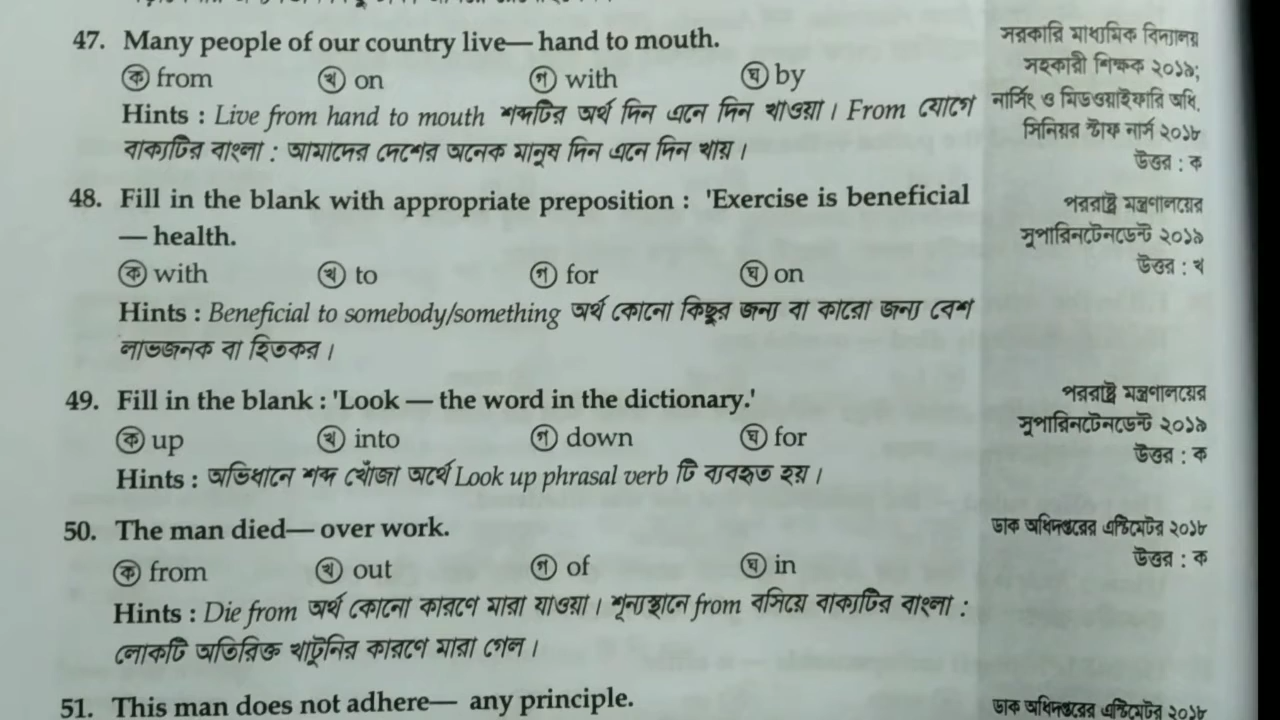 47. Many people of our country live— hand to mouth.
ক from খ on গ with ঘ by
Hints : Live from hand to mouth শব্দটির অর্থ দিন এনে দিন খাওয়া। From যোগে
বাক্যটির বাংলা : আমাদের দেশের অনেক মানুষ দিন এনে দিন খায়।
সরকারি মাধ্যমিক বিদ্যালয়
সহকারী শিক্ষক ২০১৯;
নার্সিং ও মিডওয়াইফারি অধি.
সিনিয়র স্টাফ নার্স ২০১৮
উত্তর : ক
48. Fill in the blank with appropriate preposition : 'Exercise is beneficial
— health.
ক with খ to গ for ঘ on
Hints : Beneficial to somebody/something অর্থ কোনো কিছুর জন্য বা কারো জন্য বেশ
লাভজনক বা হিতকর।
পররাষ্ট্র মন্ত্রণালয়ের
সুপারিনটেনডেন্ট ২০১৯
উত্তর : খ
49. Fill in the blank : 'Look — the word in the dictionary.'
ক up খ into গ down ঘ for
Hints : অভিধানে শব্দ খোঁজা অর্থে Look up phrasal verb টি ব্যবহৃত হয়।
পররাষ্ট্র মন্ত্রণালয়ের
সুপারিনটেনডেন্ট ২০১৯
উত্তর : ক
50. The man died— over work.
ক from খ out গ of ঘ in
Hints : Die from অর্থ কোনো কারণে মারা যাওয়া। শূন্যস্থানে from বসিয়ে বাক্যটির বাংলা :
লোকটি অতিরিক্ত খাটুনির কারণে মারা গেল।
ডাক অধিদপ্তরের এস্টিমেটর ২০১৮
উত্তর : ক
51. This man does not adhere— any principle.
ডাক অধিদপ্তরের এস্টিমেটর ২০১৮